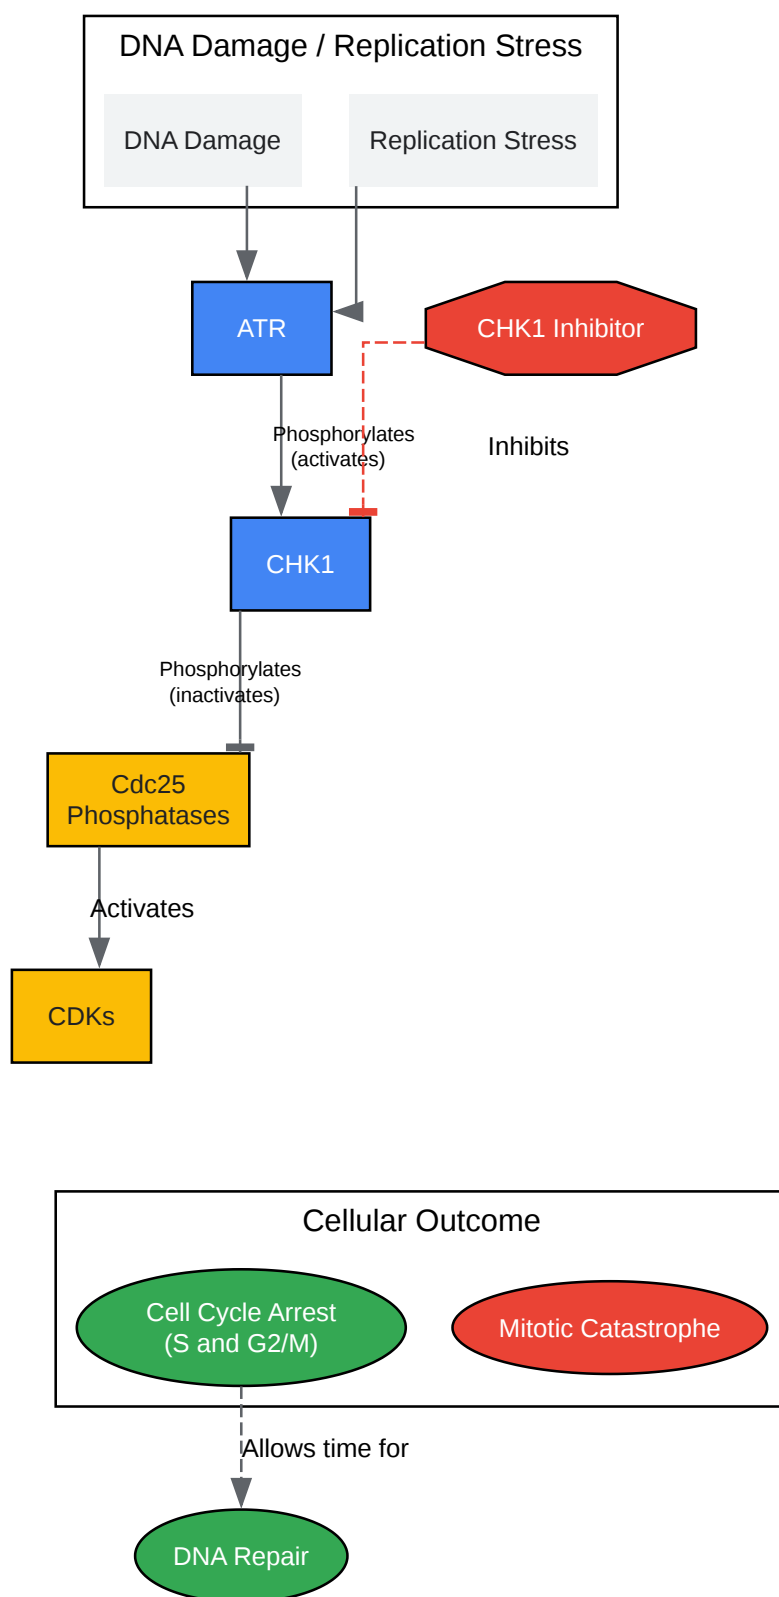 DNA Damage / Replication Stress
DNA Damage
Replication Stress
ATR
CHK1 Inhibitor
Phosphorylates
(activates)
Inhibits
CHK1
Phosphorylates
(inactivates)
Cdc25
Phosphatases
Activates
CDKs
Cellular Outcome
Cell Cycle Arrest
(S and G2/M)
Mitotic Catastrophe
Allows time for
DNA Repair